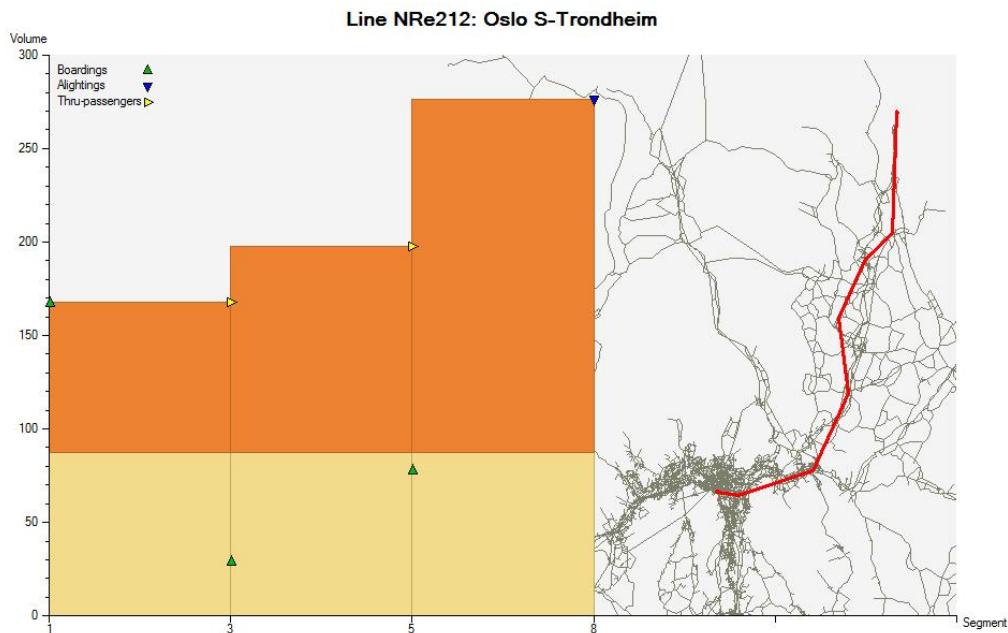 Line NRe212: Oslo S-Trondheim
Volume
300
Boardings
Alightings
Thru-passengers
250
200
150
100
50
0
1 3 5 8 Segment